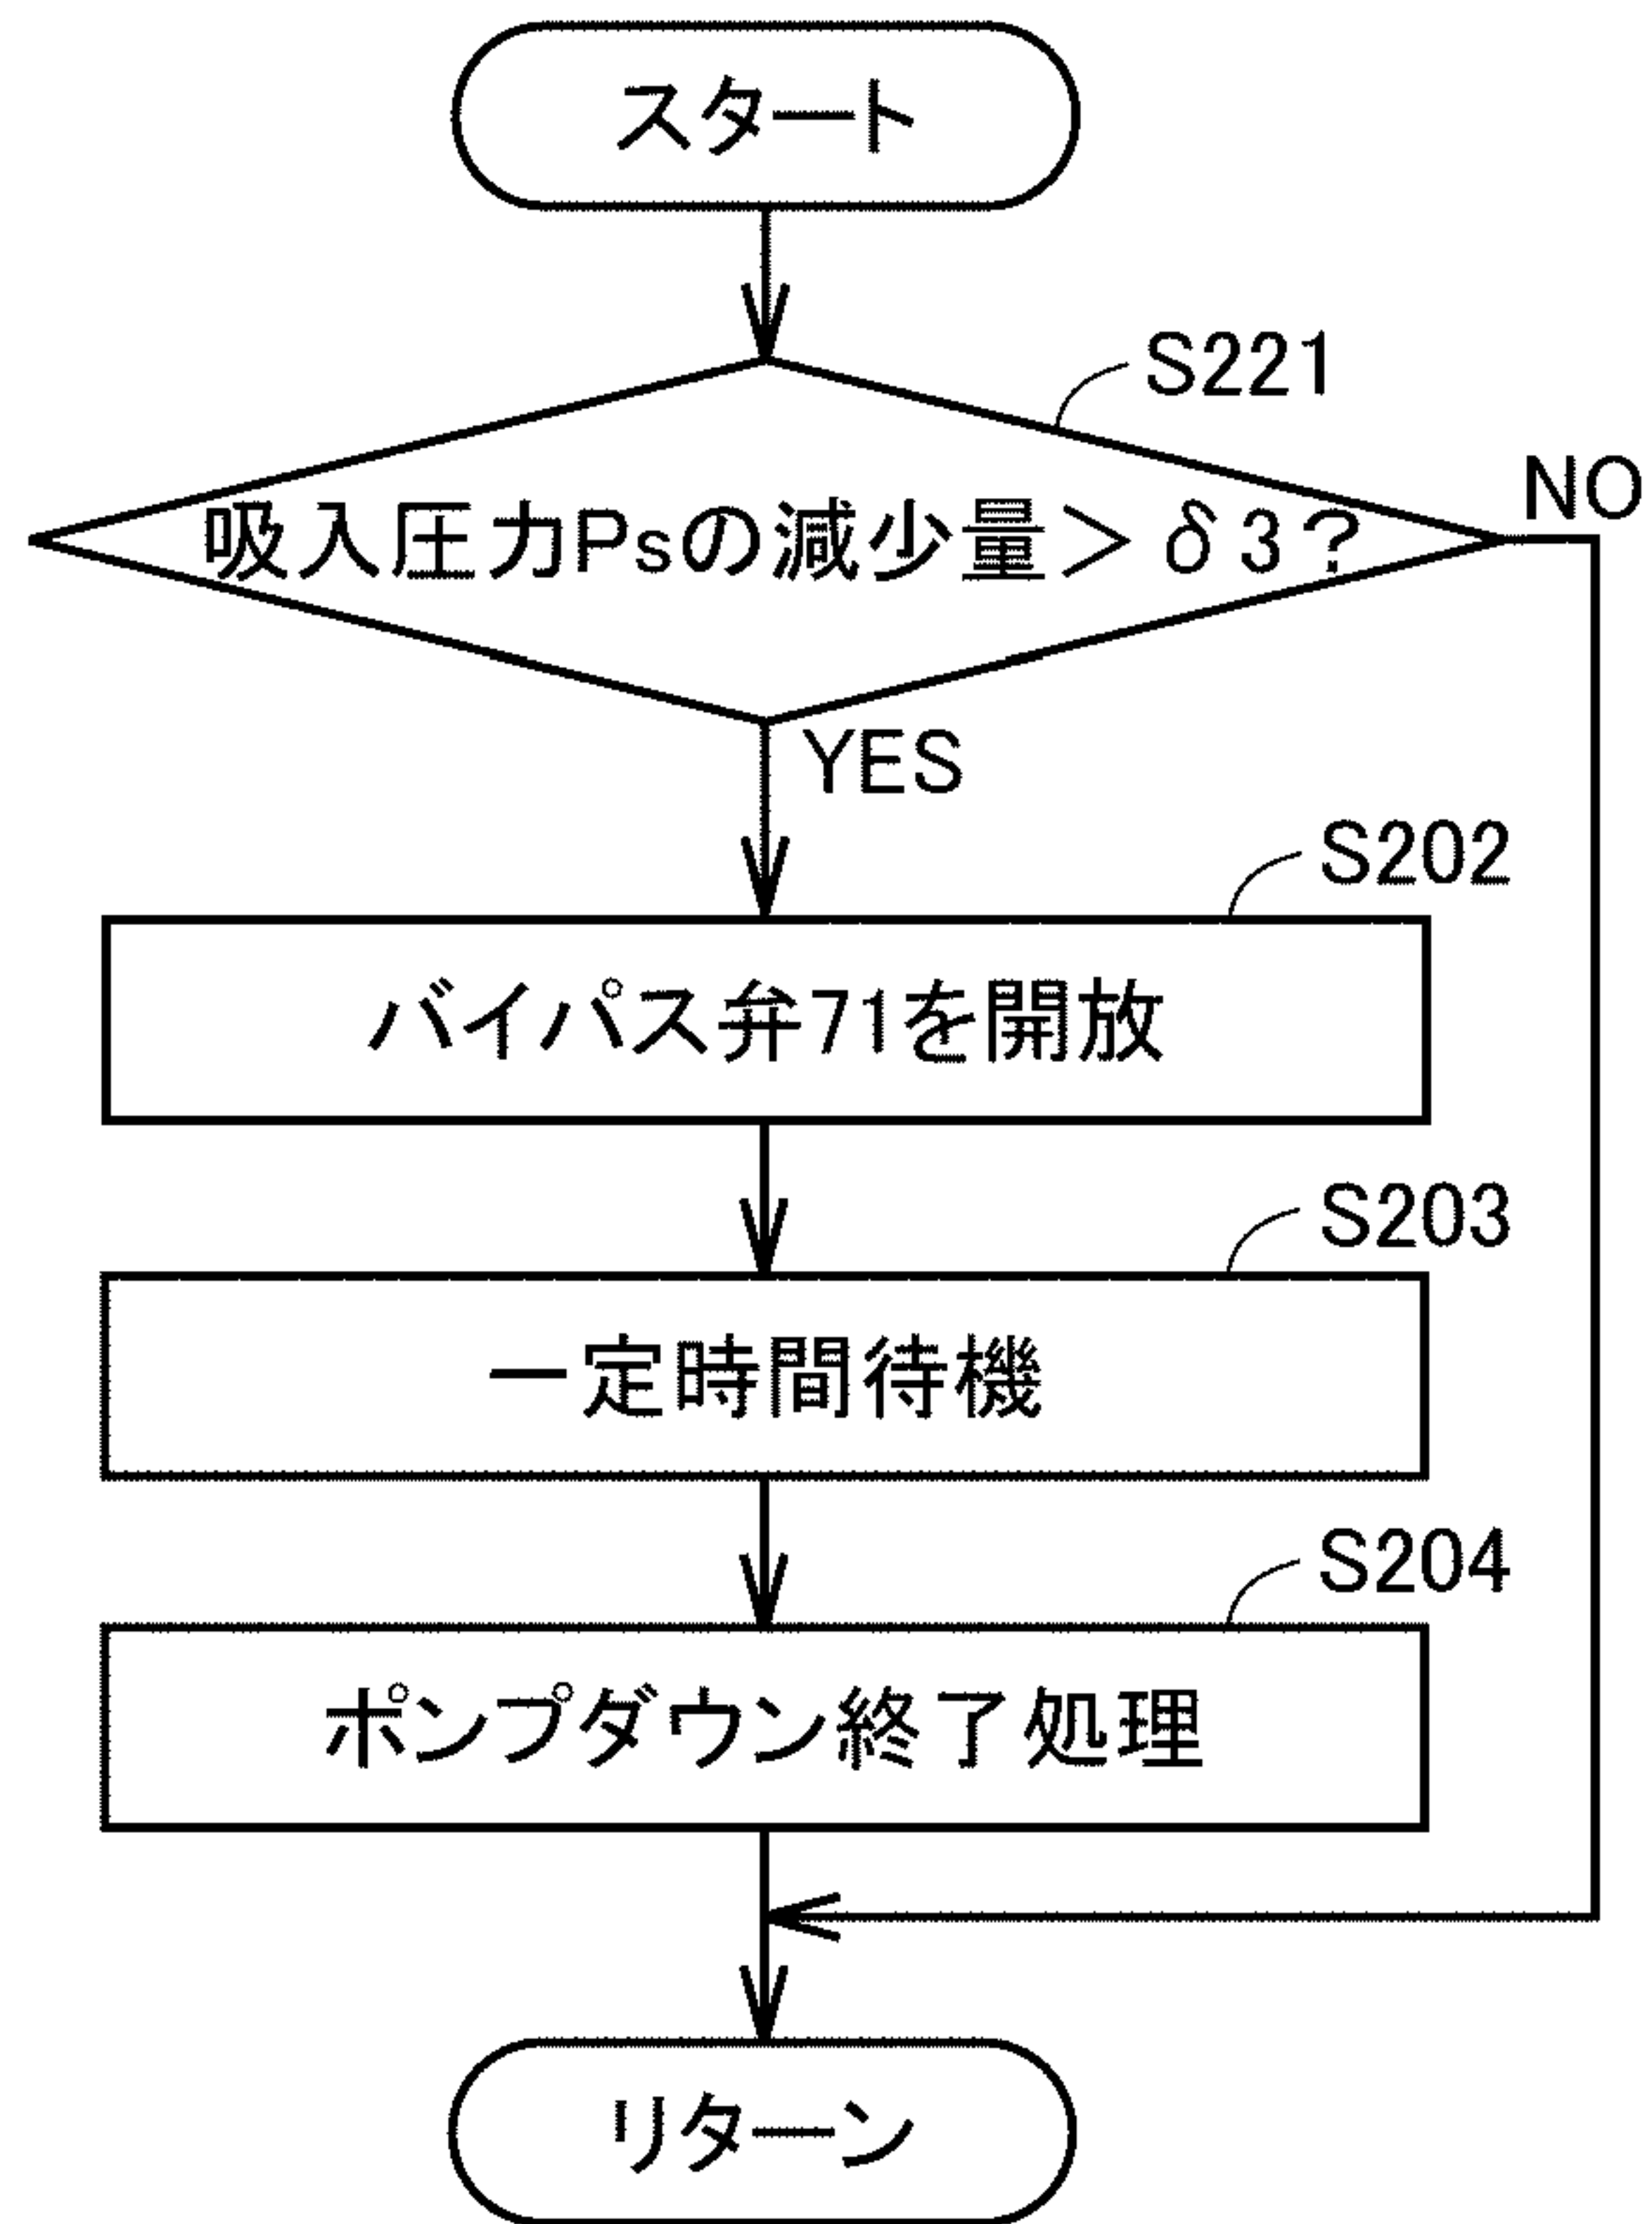 スタート
S221
吸入圧力Psの減少量＞δ3？
NO
YES
S202
バイパス弁71を開放
S203
一定時間待機
S204
ポンプダウン終了処理
リターン